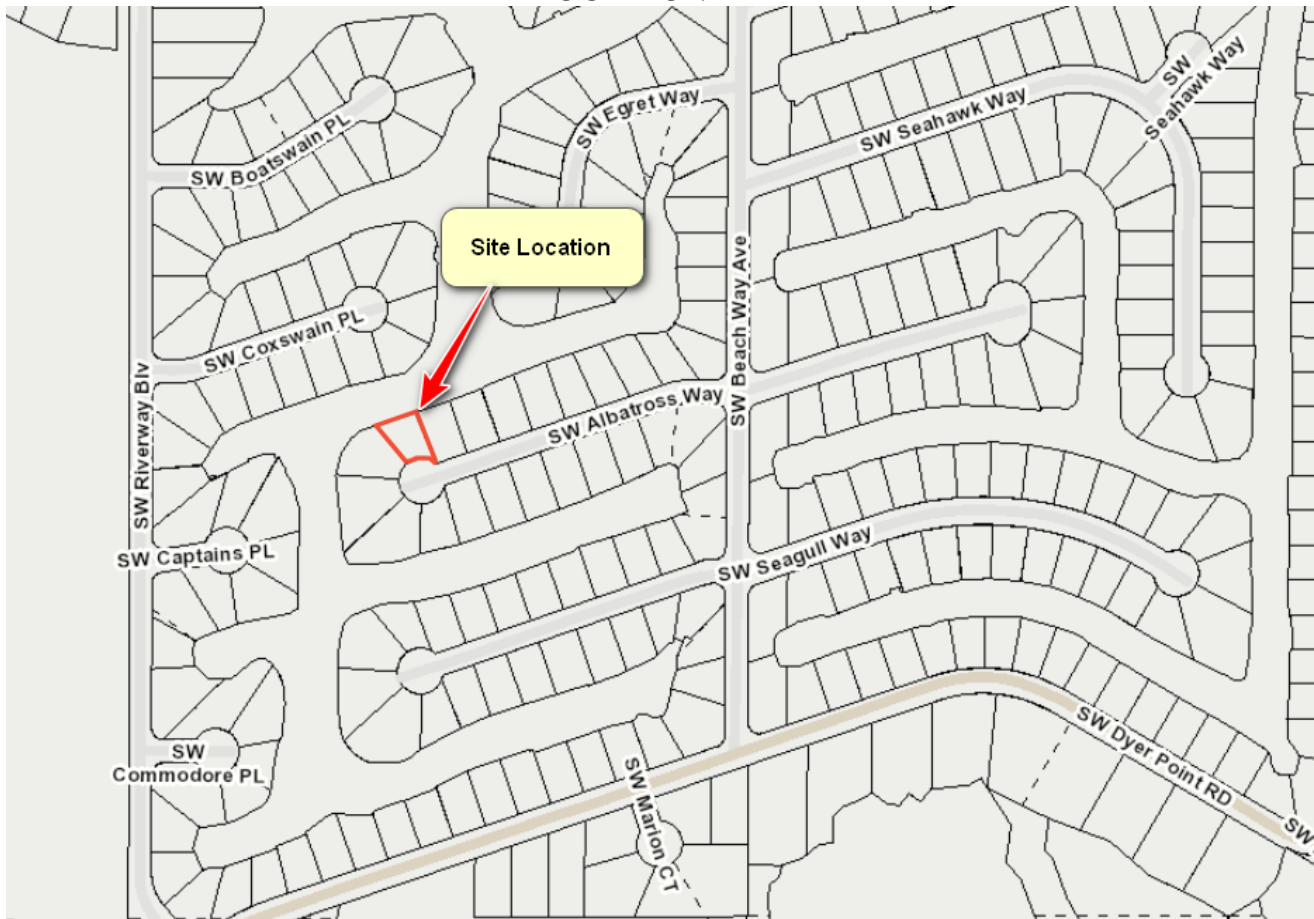 SW Egret Way
SW
Seahawk Way
SW Seahawk Way
SW Boatswain PL
Site Location
SW Coxswain PL
SW Riverway Blv
SW Beach Way Ave
SW Albatross Way
SW Captains PL
SW Seagull Way
SW
Commodore PL
SW Marion CT
SW Dyer Point RD